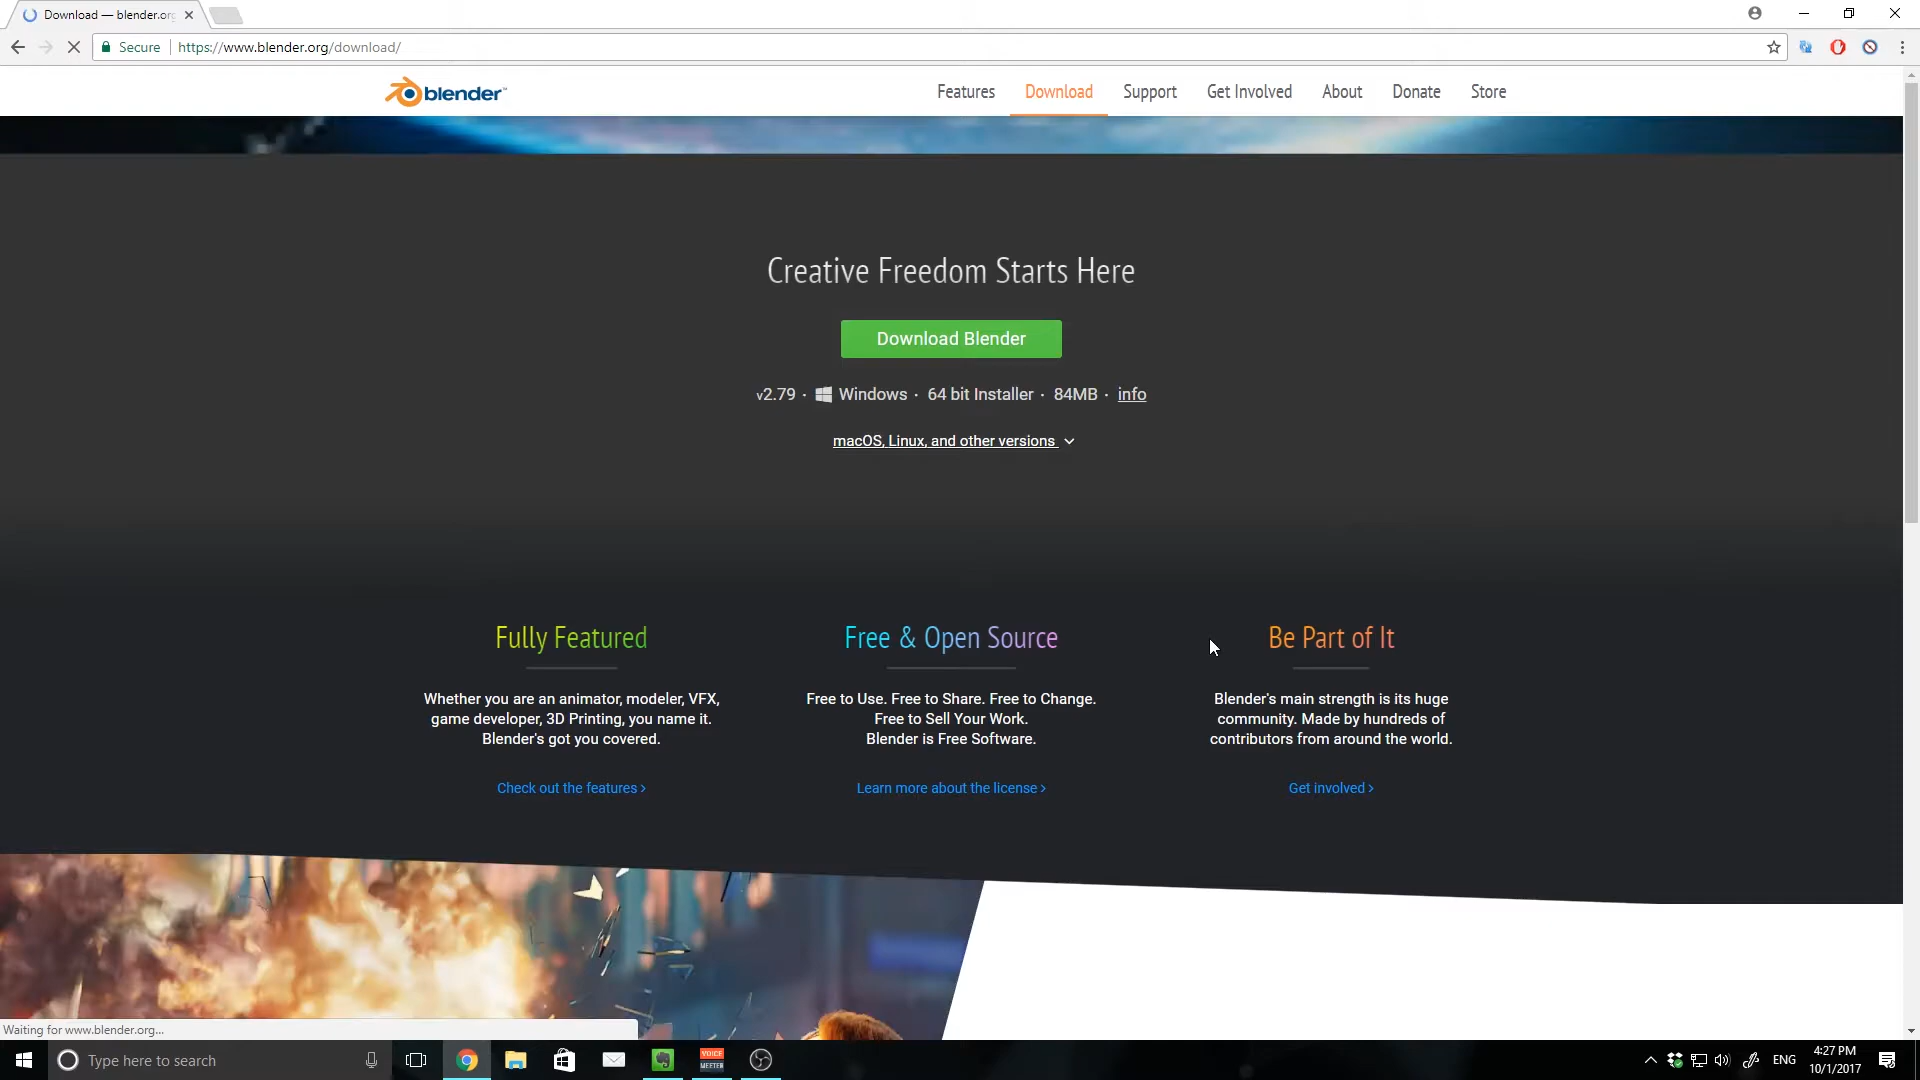 Download — blender.or
Secure https://www.blender.org/download/
blender
Features Download Support Get Involved About Donate Store
Creative Freedom Starts Here
Download Blender
v2.79 · Windows · 64 bit Installer · 84MB · info
macOS, Linux, and other versions
Fully Featured
Whether you are an animator, modeler, VFX,
game developer, 3D Printing, you name it.
Blender's got you covered.
Check out the features ›
Free & Open Source
Free to Use. Free to Share. Free to Change.
Free to Sell Your Work.
Blender is Free Software.
Learn more about the license ›
Be Part of It
Blender's main strength is its huge
community. Made by hundreds of
contributors from around the world.
Get involved ›
Waiting for www.blender.org...
Type here to search
VOICE
MEETER
ENG
4:27 PM
10/1/2017